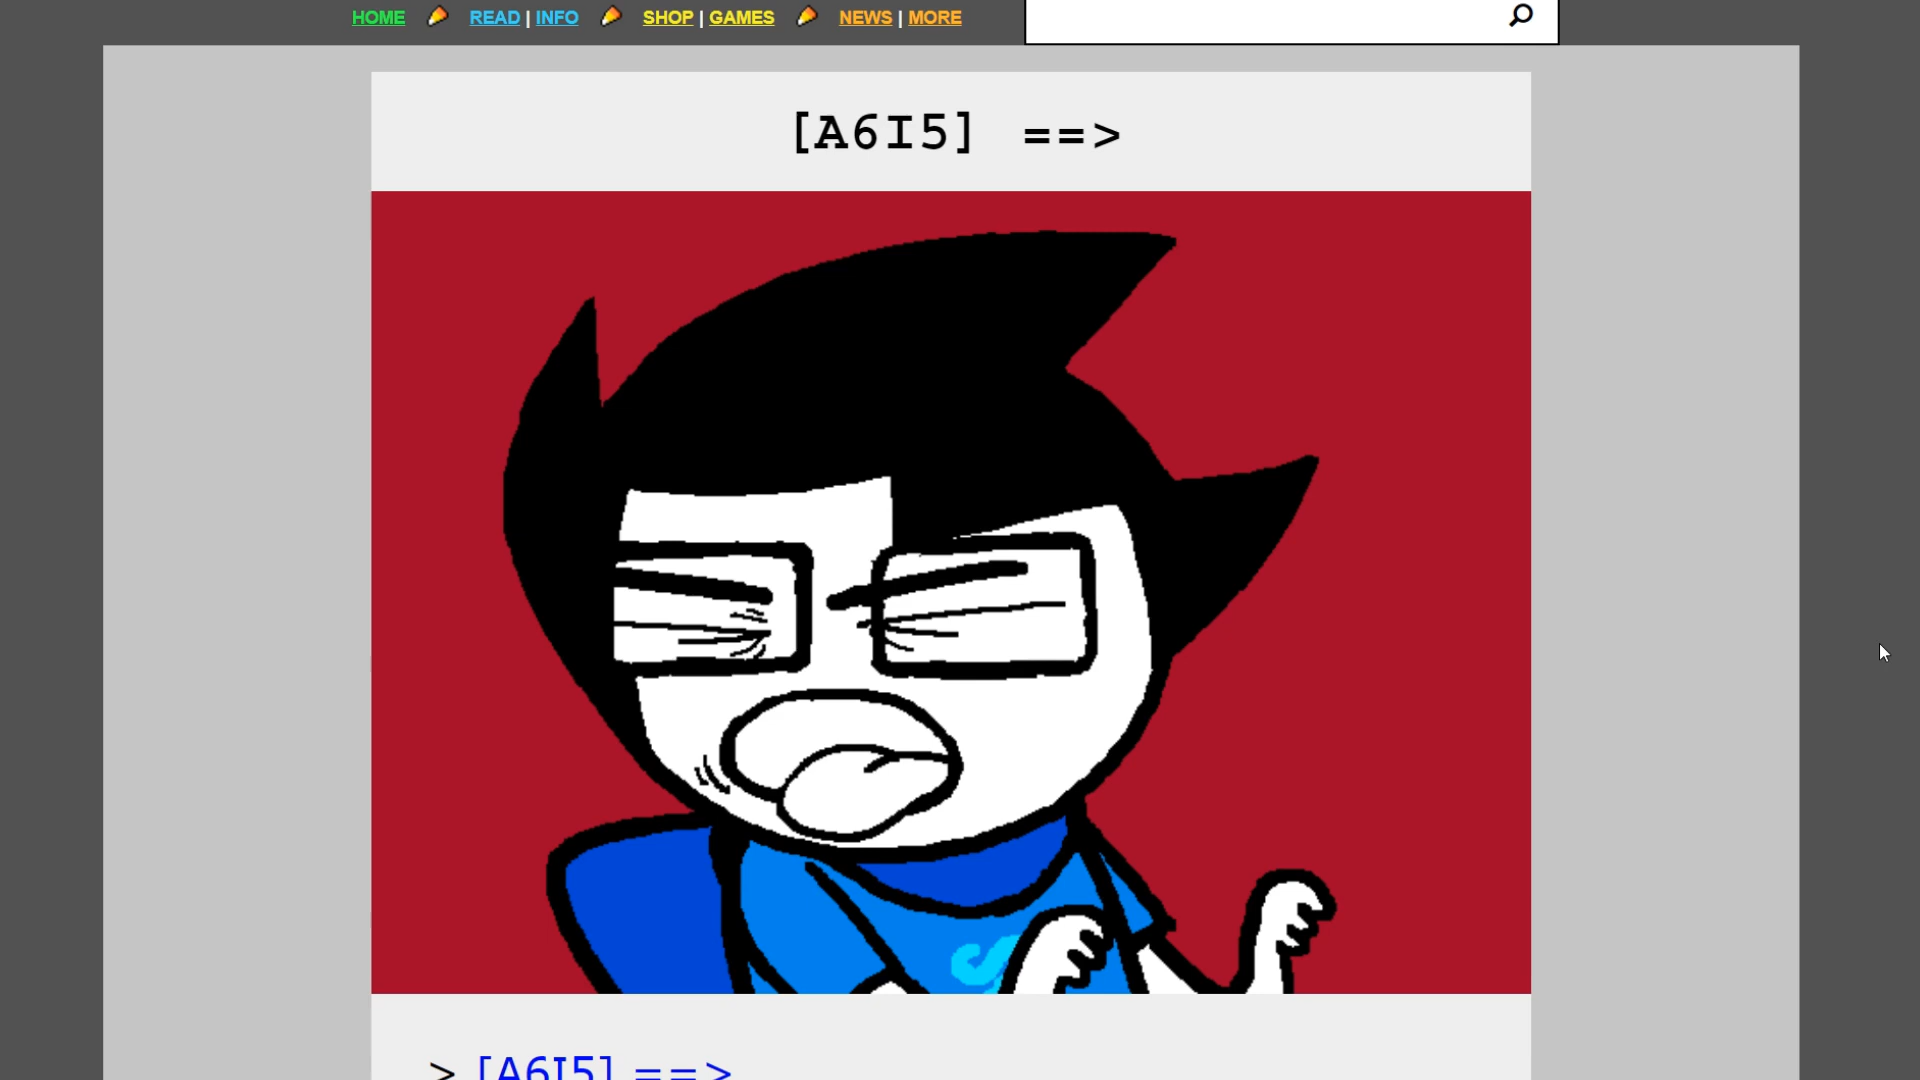 HOME READ | INFO SHOP | GAMES NEWS | MORE
[A6I5] ==>
> [A6I5] ==>